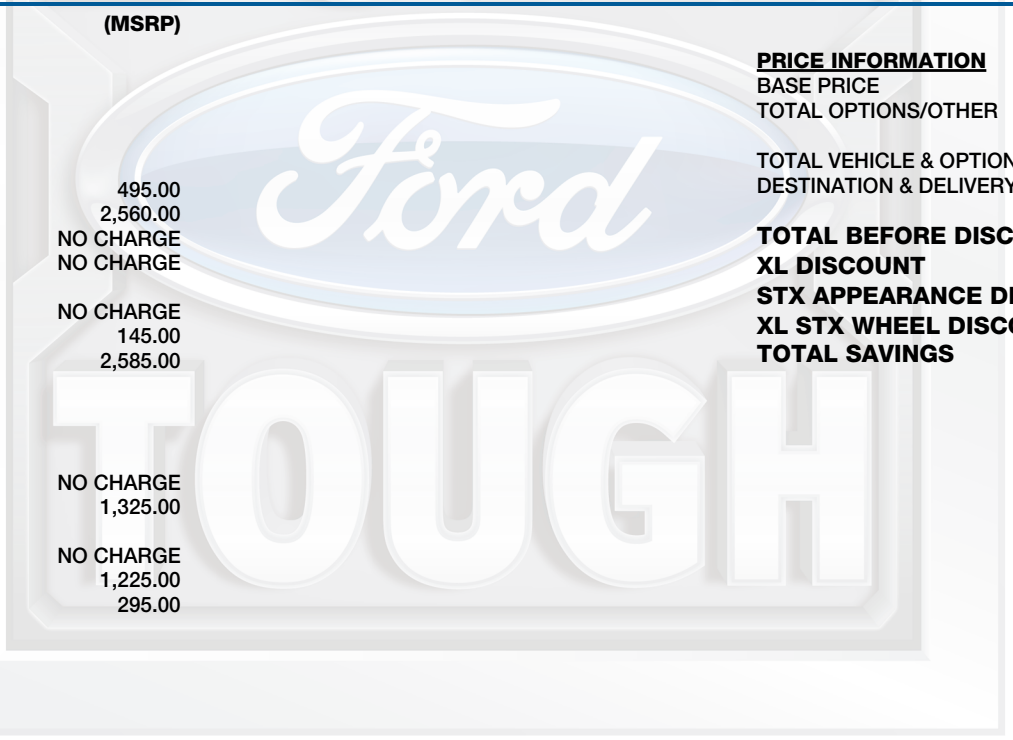 (MSRP)
495.00
2,560.00
NO CHARGE
NO CHARGE
NO CHARGE
145.00
2,585.00
NO CHARGE
1,325.00
NO CHARGE
1,225.00
295.00
PRICE INFORMATION
BASE PRICE
TOTAL OPTIONS/OTHER
TOTAL VEHICLE & OPTION
DESTINATION & DELIVERY
TOTAL BEFORE DISC
XL DISCOUNT
STX APPEARANCE DI
XL STX WHEEL DISCO
TOTAL SAVINGS
Ford
TOUGH